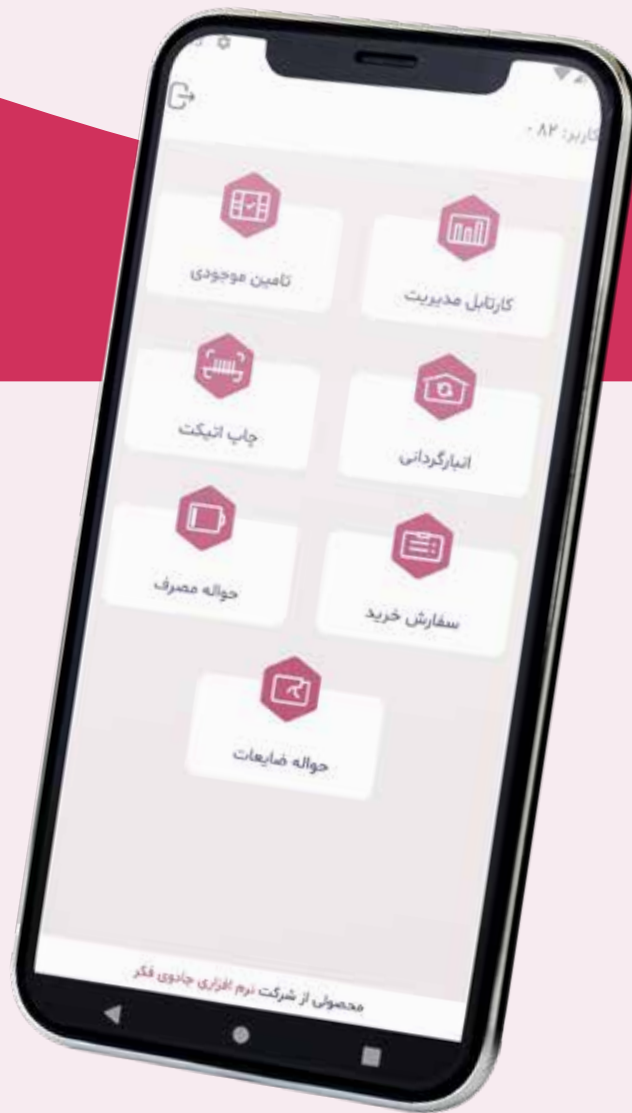 کاربر: ۸۲ -
کارتابل مدیریت
تامین موجودی
انبارگردانی
چاپ اتیکت
سفارش خرید
حواله مصرف
حواله ضایعات
محصولی از شرکت نرم افزاری جادوی فکر